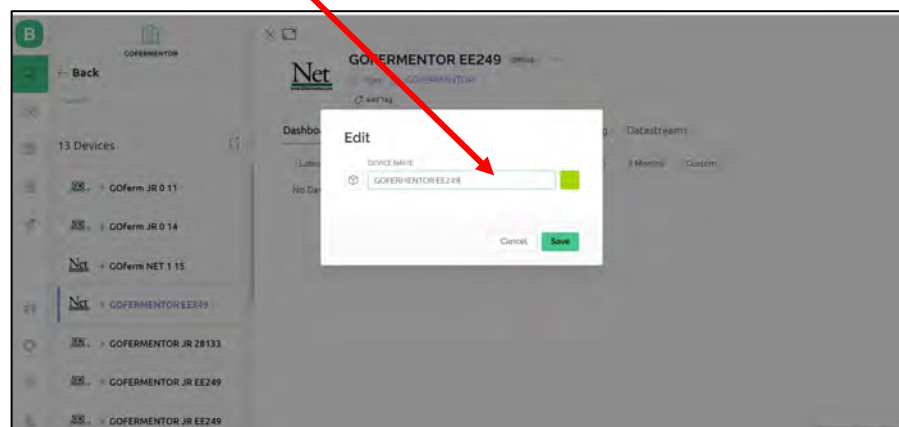 B
GOFERMENTOR
← Back
13 Devices
GOferm JR 0 11
GOferm JR 0 14
Net GOferm NET 1 15
Net GOFERMENTOR EE249
GOFERMENTOR JR 28133
GOFERMENTOR JR EE249
GOFERMENTOR JR EE249
Net
GOFERMENTOR EE249
GOFERMENTOR
Add Tag
Dashbo
Datastreams
Lates
3 Months
Custom
No Da
Edit
DEVICE NAME
GOFERMENTOR EE249
Cancel
Save